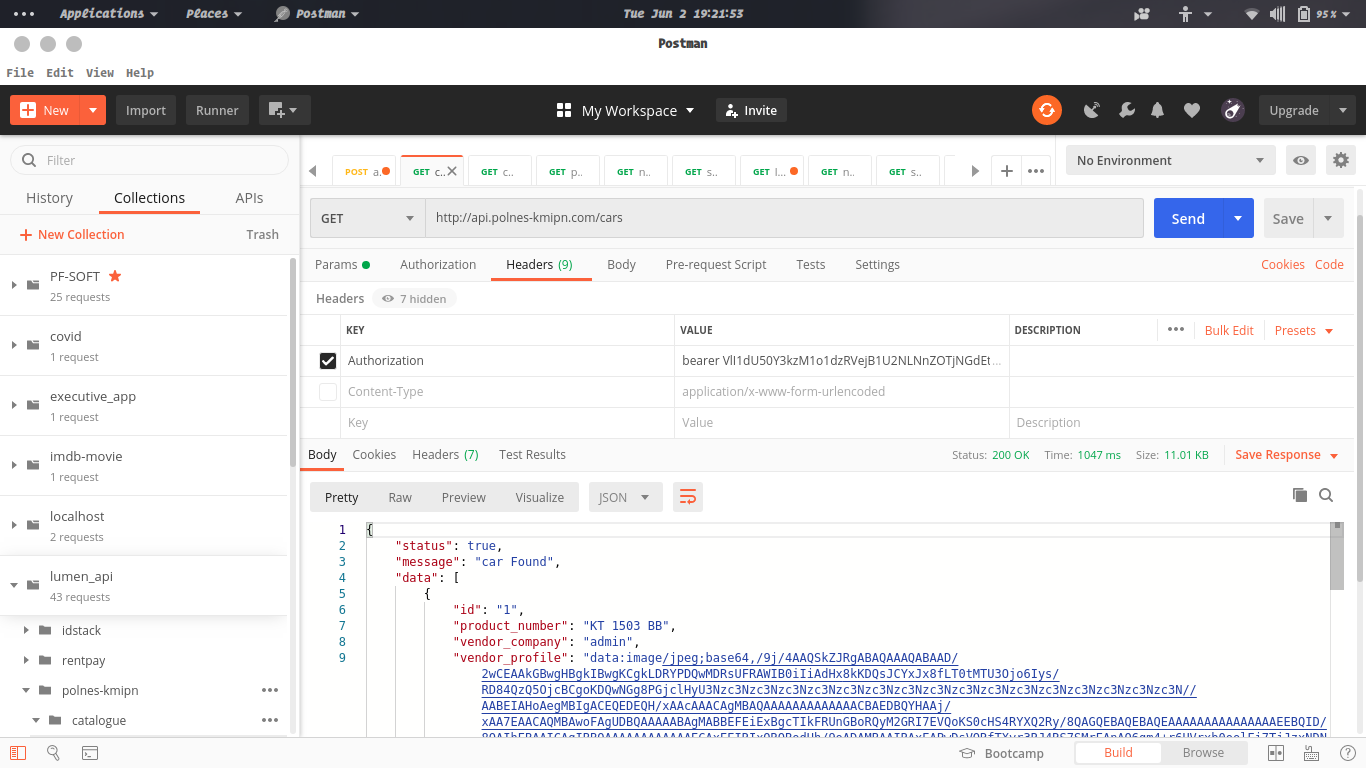 Applications Places Postman Tue Jun 2 19:21:53 95 %
Postman
File Edit View Help
New Import Runner My Workspace Invite Upgrade
Filter
History Collections APIs
+ New Collection Trash
PF-SOFT
25 requests
covid
1 request
executive_app
1 request
imdb-movie
1 request
localhost
2 requests
lumen_api
43 requests
idstack
rentpay
polnes-kmipn
catalogue
POST a. GET c.. GET c.. GET p.. GET n.. GET s.. GET l... GET n.. GET s..
No Environment
GET http://api.polnes-kmipn.com/cars Send Save
Params Authorization Headers (9) Body Pre-request Script Tests Settings Cookies Code
Headers 7 hidden
KEY VALUE DESCRIPTION Bulk Edit Presets
Authorization bearer
Content-Type application/x-www-form-urlencoded
Key Value Description
Body Cookies Headers (7) Test Results Status: 200 OK Time: 1047 ms Size: 11.01 KB Save Response
Pretty Raw Preview Visualize JSON
1 {
2 "status": true,
3 "message": "car Found",
4 "data": [
5 {
6 "id": "1",
7 "product_number": "KT 1503 BB",
8 "vendor_company": "admin",
9 "vendor_profile": "data:image/jpeg;base64,/9j/4AAQSkZJRgABAQAAAQABAAD/
2wCEAAkGBwgHBgkIBwgKCgkLDRYPDQwMDRsUFRAWIB0iIiAdHx8kKDQsJCYxJx8fLT0tMTU3Ojo6Iys/
RD84QzQ5OjcBCgoKDQwNGg8PGjclHyU3Nzc3Nzc3Nzc3Nzc3Nzc3Nzc3Nzc3Nzc3Nzc3Nzc3Nzc3Nzc3Nzc3Nzc3N//
AABEIAHoAegMBIgACEQEDEQH/xAAcAAACAgMBAQAAAAAAAAAAAAACBAEDBQYHAAj/
Bootcamp Build Browse